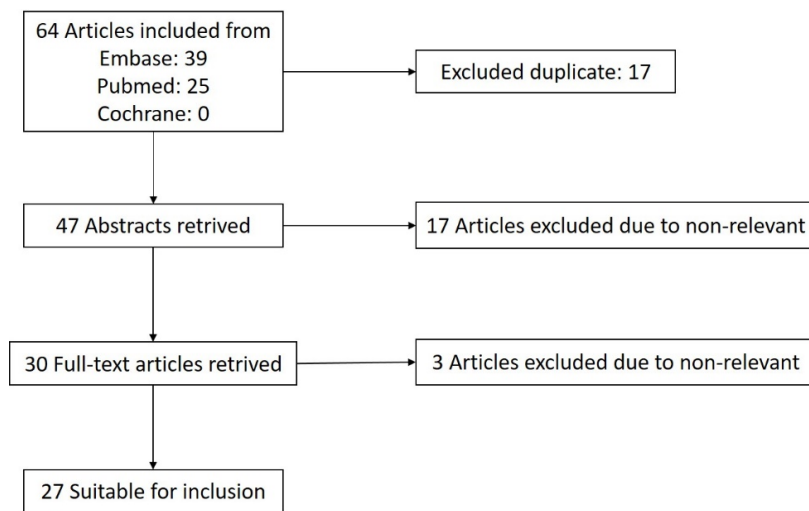 64 Articles included from
Embase: 39
Pubmed: 25
Cochrane: 0
Excluded duplicate: 17
47 Abstracts retrived
17 Articles excluded due to non-relevant
30 Full-text articles retrived
3 Articles excluded due to non-relevant
27 Suitable for inclusion